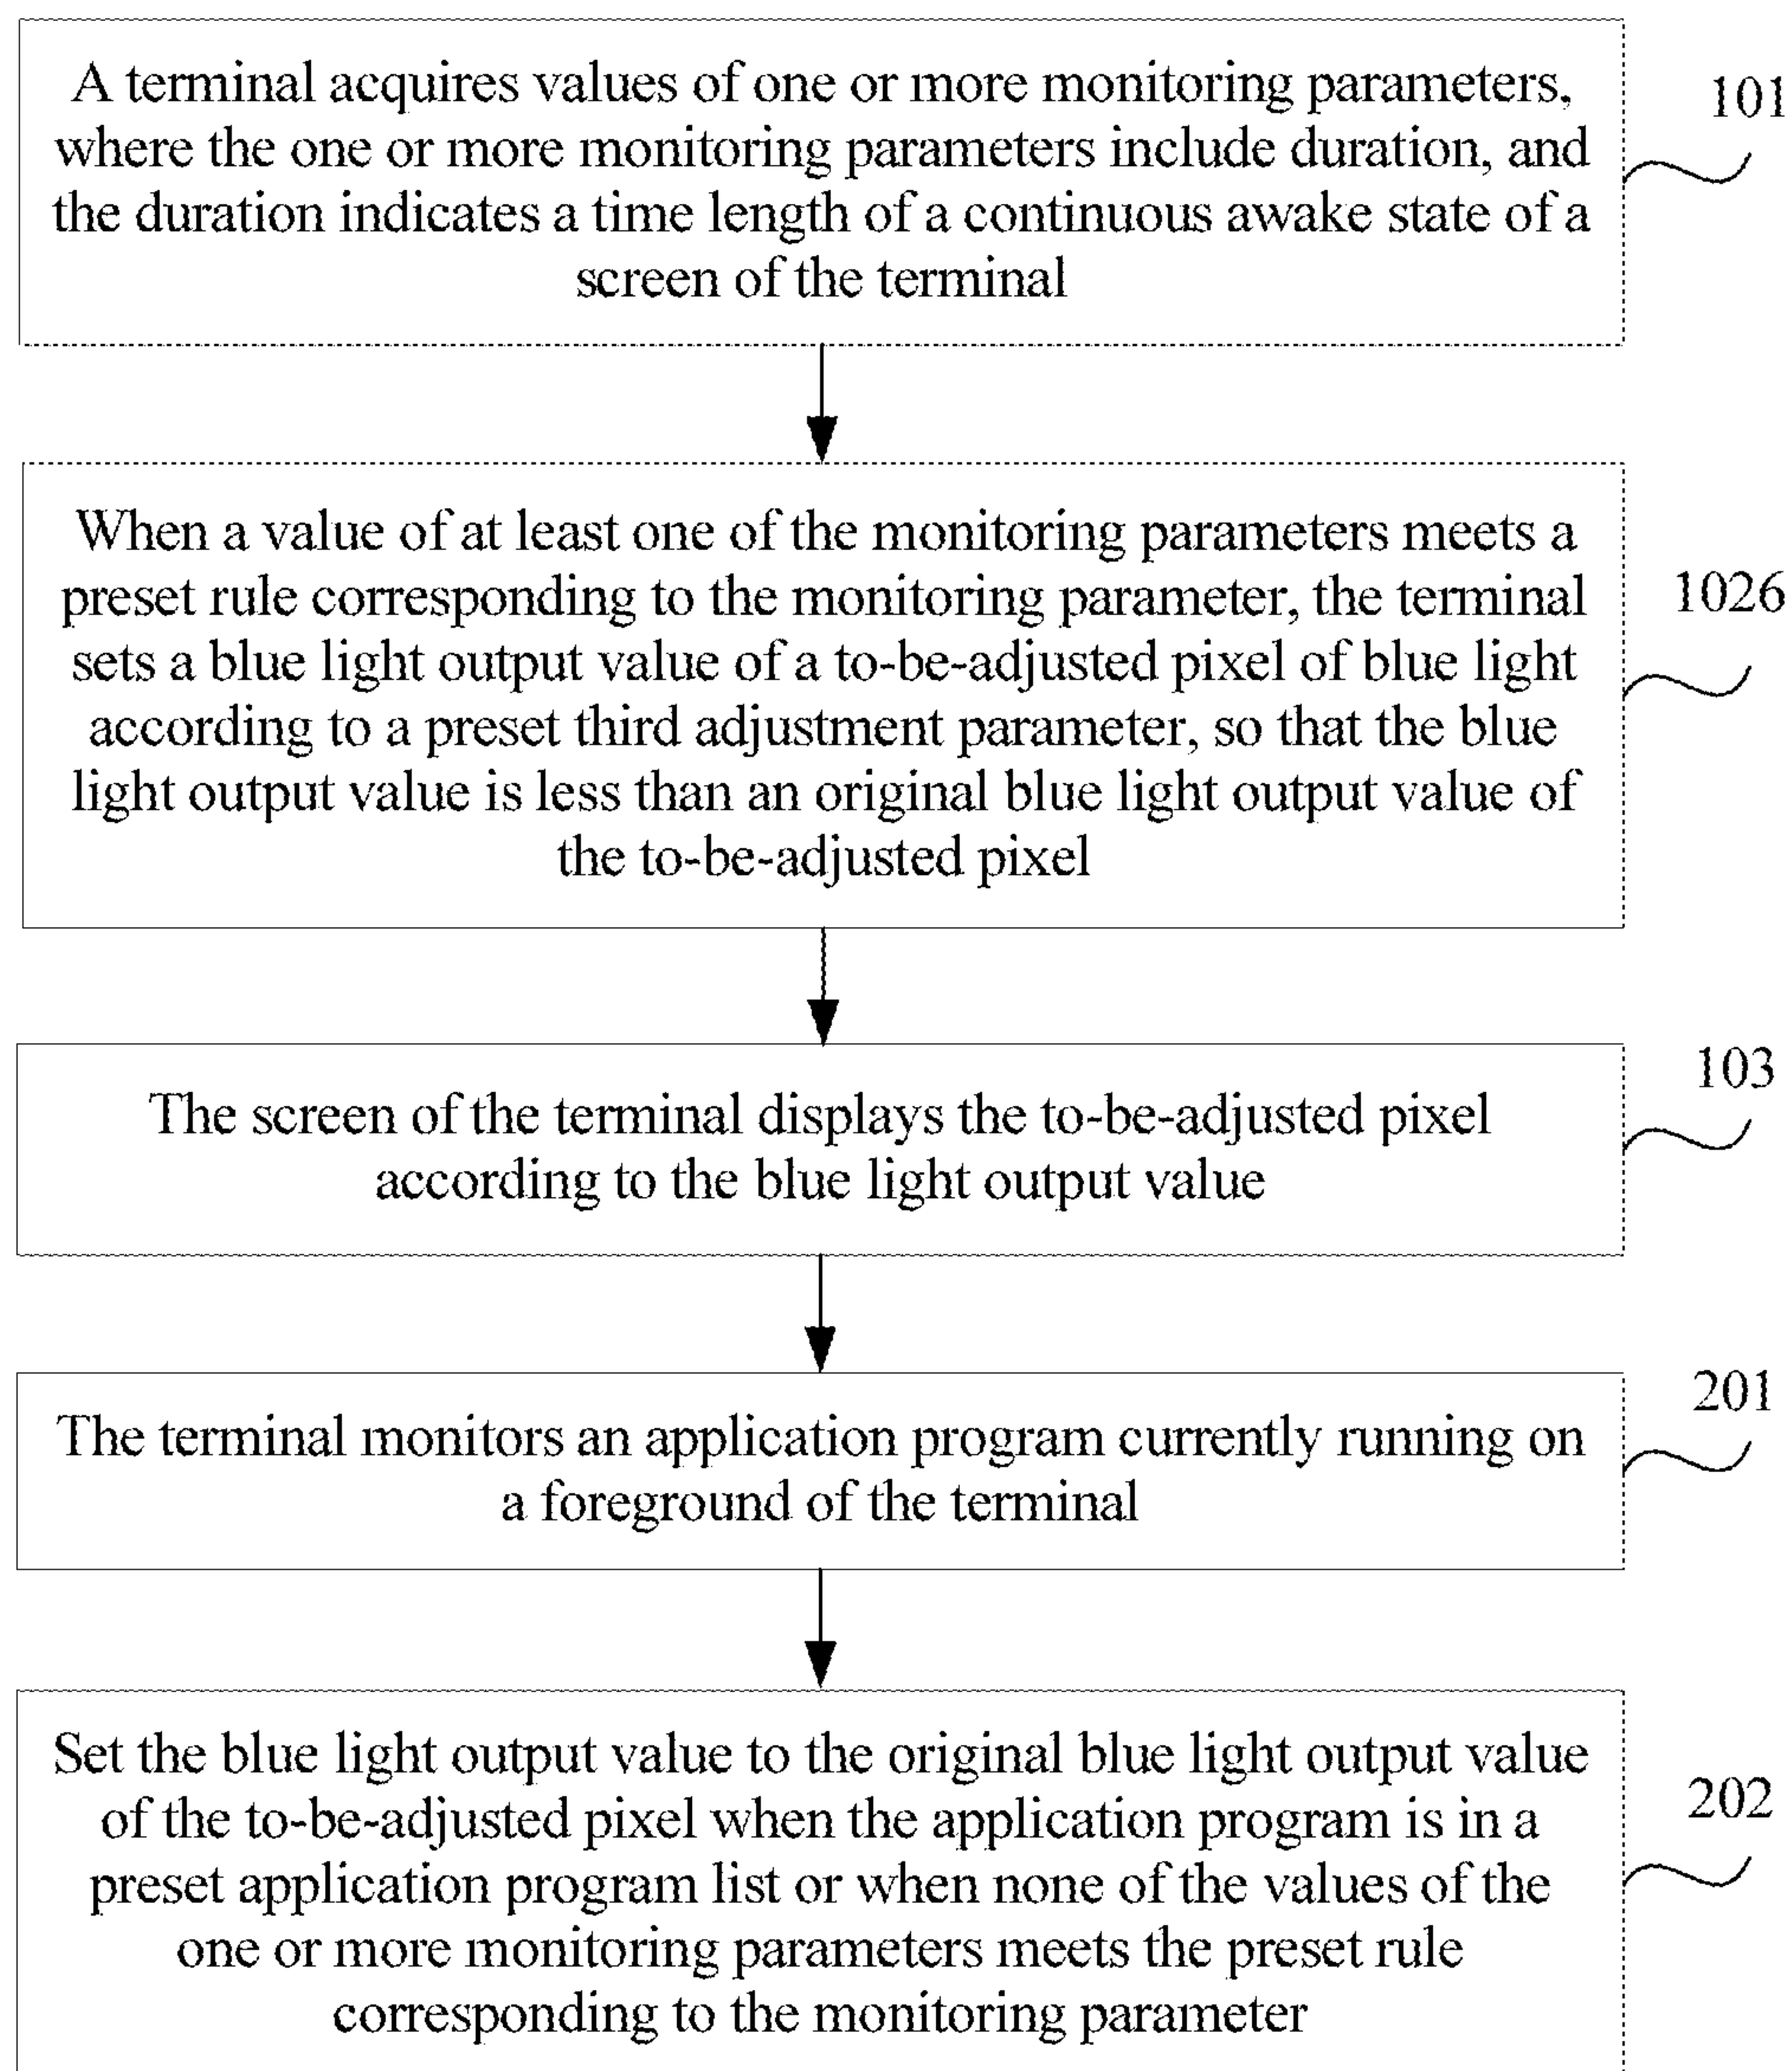 A terminal acquires values of one or more monitoring parameters,
where the one or more monitoring parameters include duration, and
the duration indicates a time length of a continuous awake state of a
screen of the terminal
101
When a value of at least one of the monitoring parameters meets a
preset rule corresponding to the monitoring parameter, the terminal
sets a blue light output value of a to-be-adjusted pixel of blue light
according to a preset third adjustment parameter, so that the blue
light output value is less than an original blue light output value of
the to-be-adjusted pixel
1026
The screen of the terminal displays the to-be-adjusted pixel
according to the blue light output value
103
The terminal monitors an application program currently running on
a foreground of the terminal
201
Set the blue light output value to the original blue light output value
of the to-be-adjusted pixel when the application program is in a
preset application program list or when none of the values of the
one or more monitoring parameters meets the preset rule
corresponding to the monitoring parameter
202